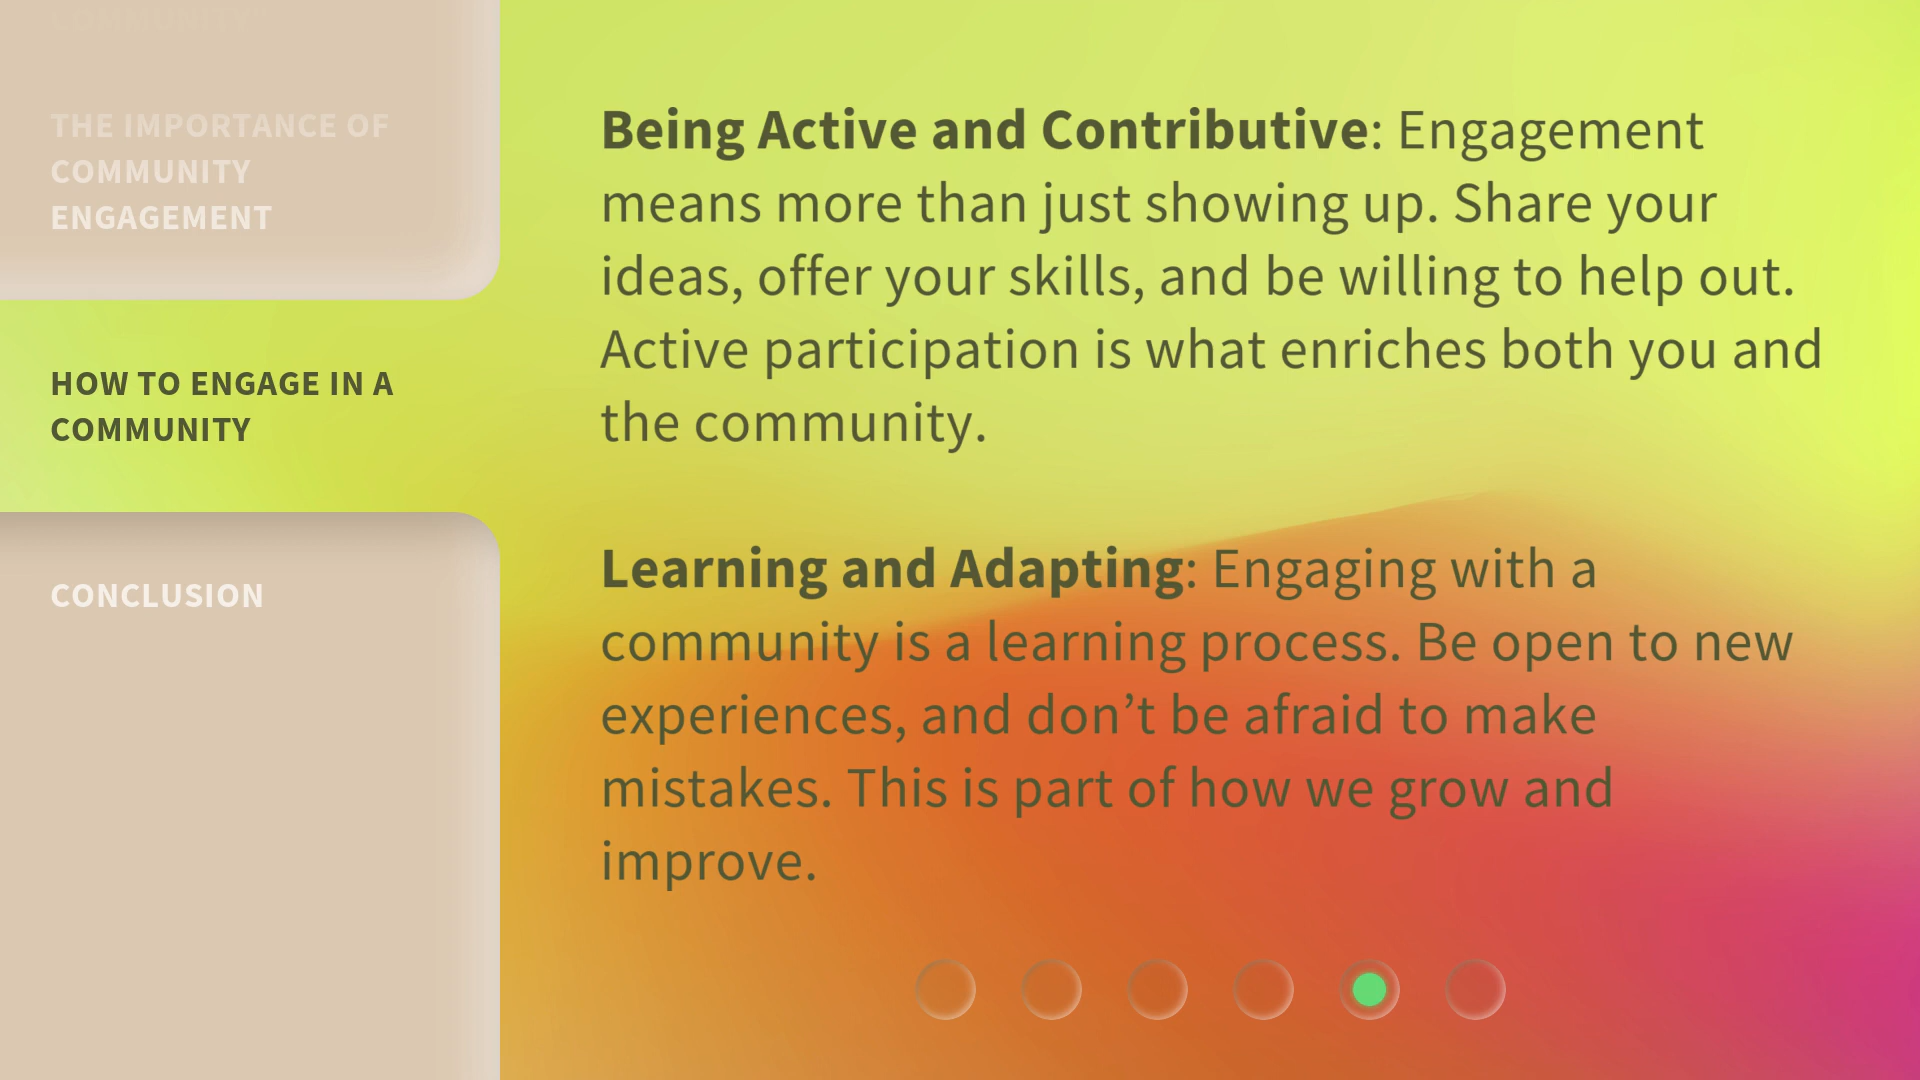 COMMUNITY"
THE IMPORTANCE OF
COMMUNITY
ENGAGEMENT
HOW TO ENGAGE IN A
COMMUNITY
CONCLUSION
Being Active and Contributive: Engagement
means more than just showing up. Share your
ideas, offer your skills, and be willing to help out.
Active participation is what enriches both you and
the community.
Learning and Adapting: Engaging with a
community is a learning process. Be open to new
experiences, and don’t be afraid to make
mistakes. This is part of how we grow and
improve.